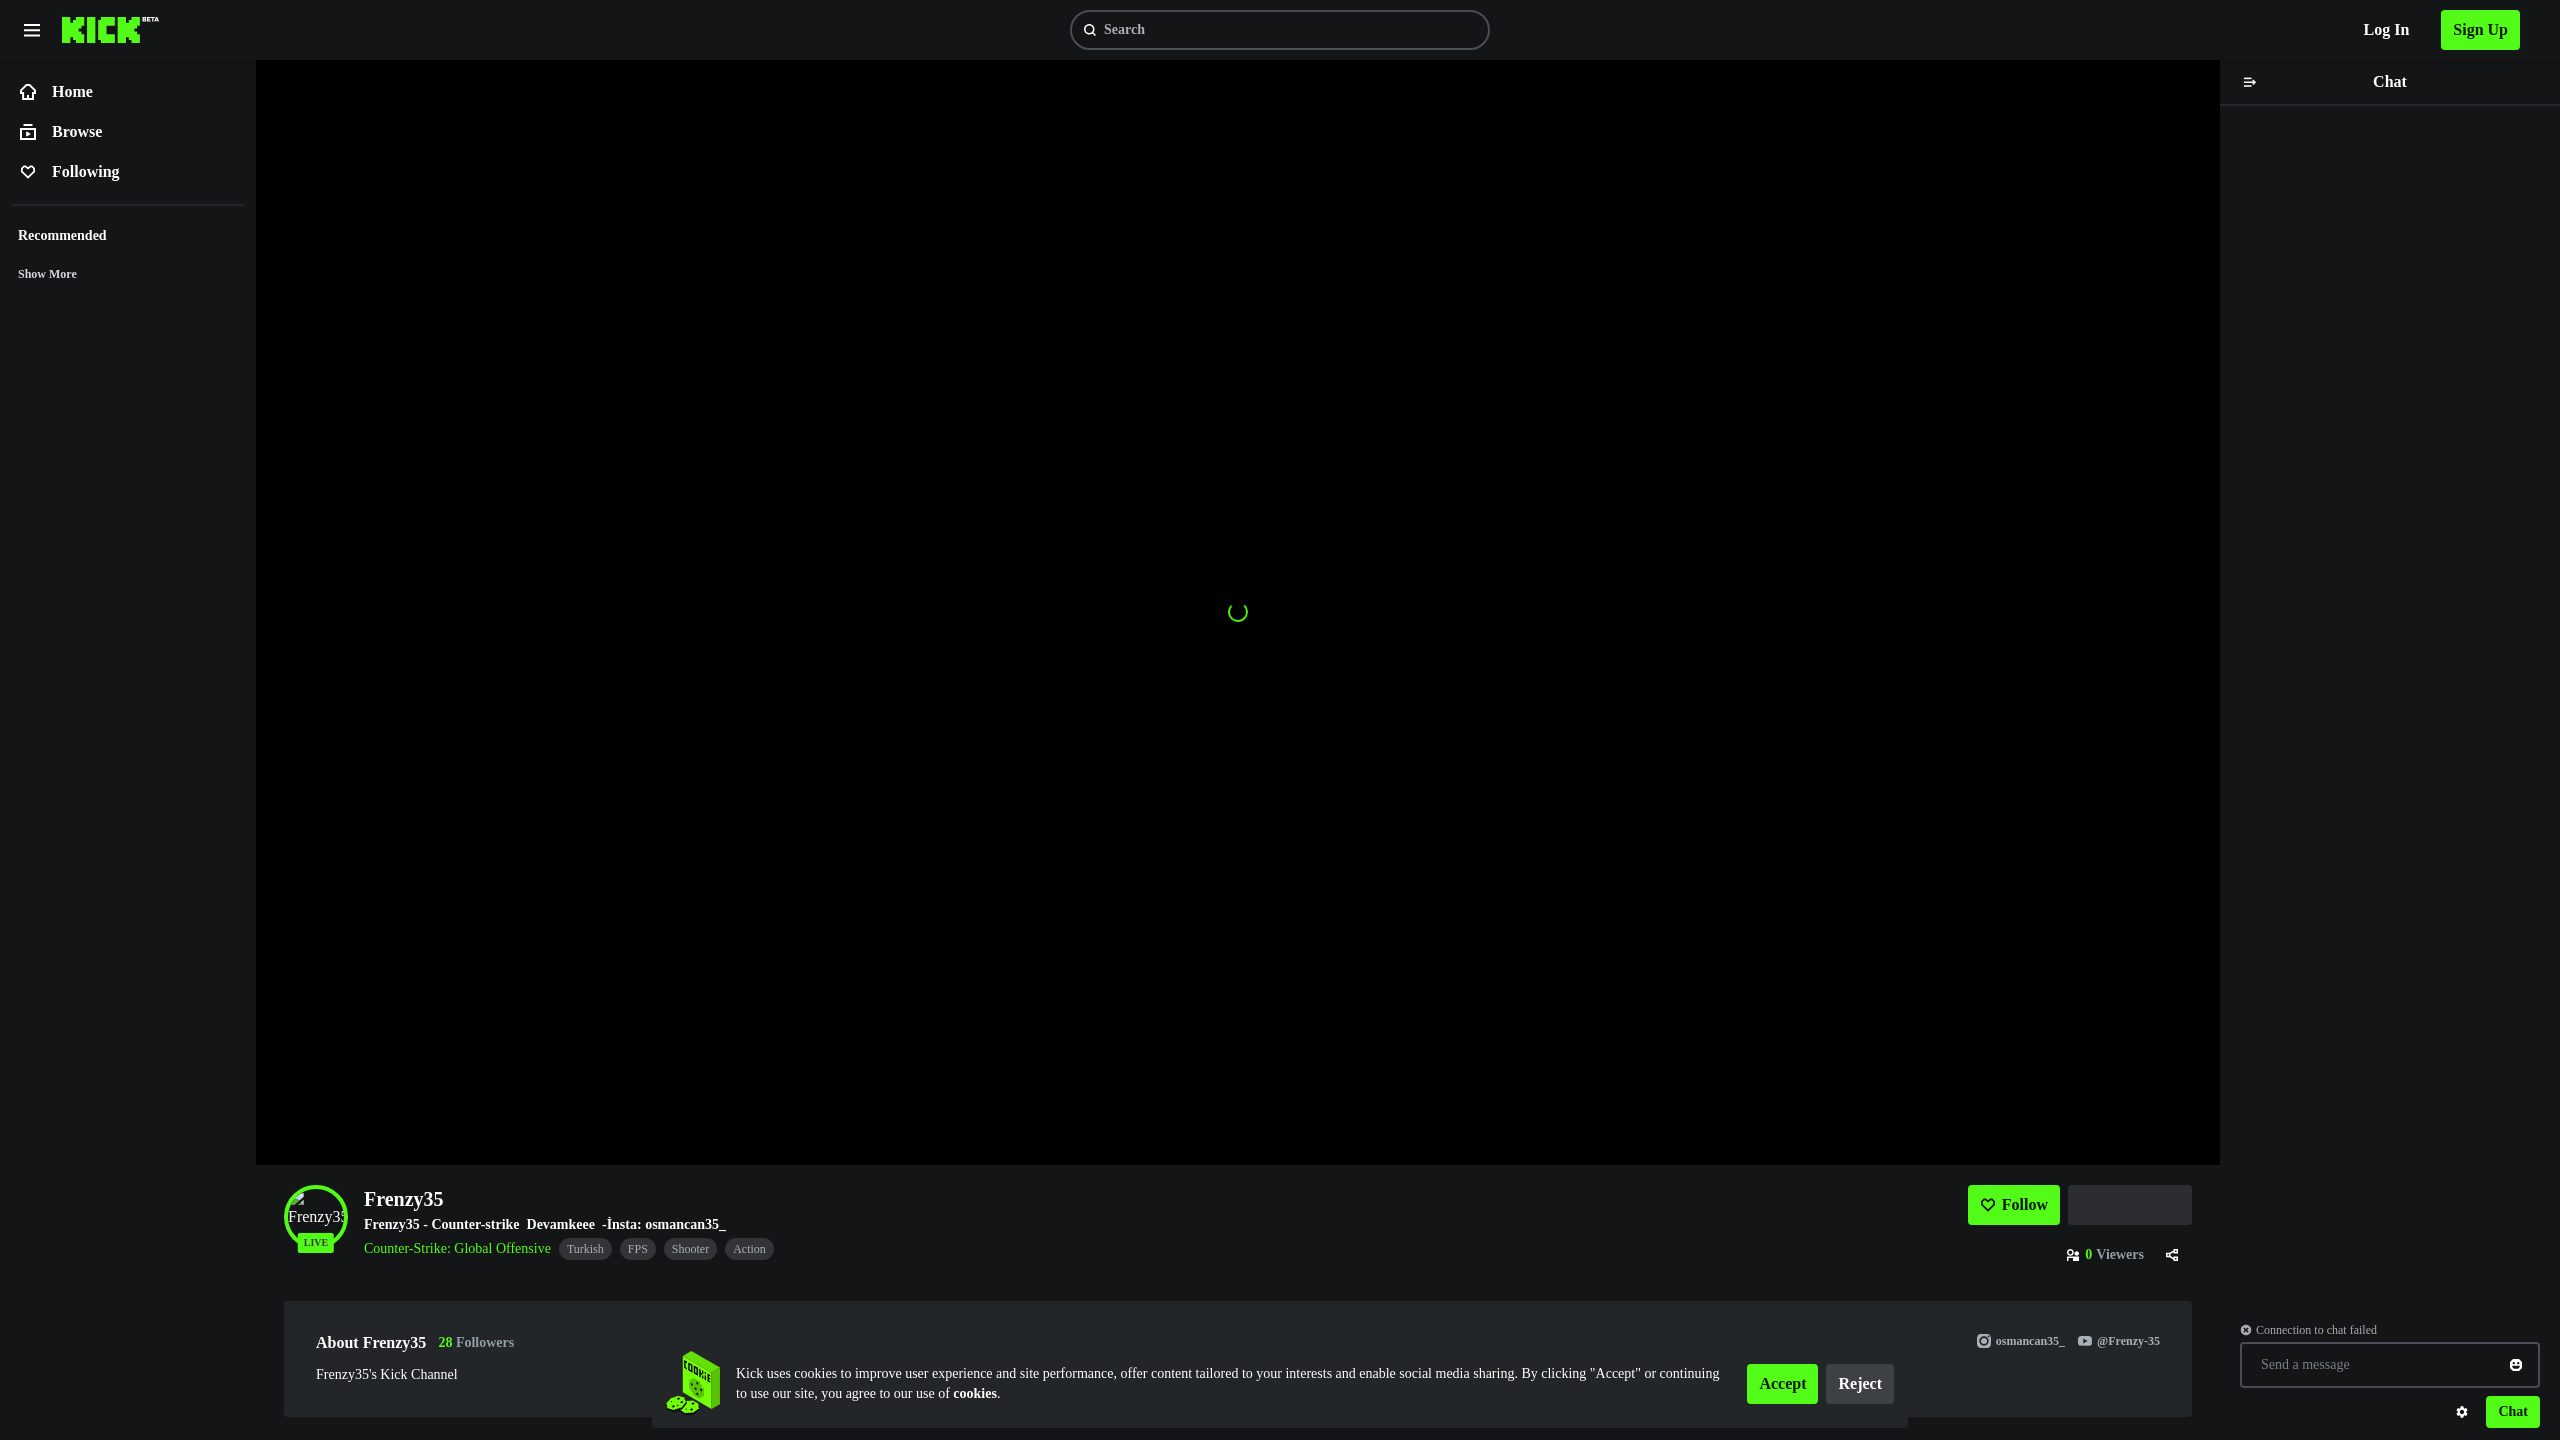 KICK BETA
Search
Log In
Sign Up
Home
Browse
Following
Recommended
Show More
Chat
Frenzy35
LIVE
Frenzy35
Frenzy35 - Counter-strike  Devamkeee  -İnsta: osmancan35_
Counter-Strike: Global Offensive
Turkish
FPS
Shooter
Action
Follow
0 Viewers
About Frenzy35
28 Followers
osmancan35_
@Frenzy-35
Frenzy35's Kick Channel
COOKIE
Kick uses cookies to improve user experience and site performance, offer content tailored to your interests and enable social media sharing. By clicking "Accept" or continuing
to use our site, you agree to our use of cookies.
Accept
Reject
Connection to chat failed
Send a message
Chat